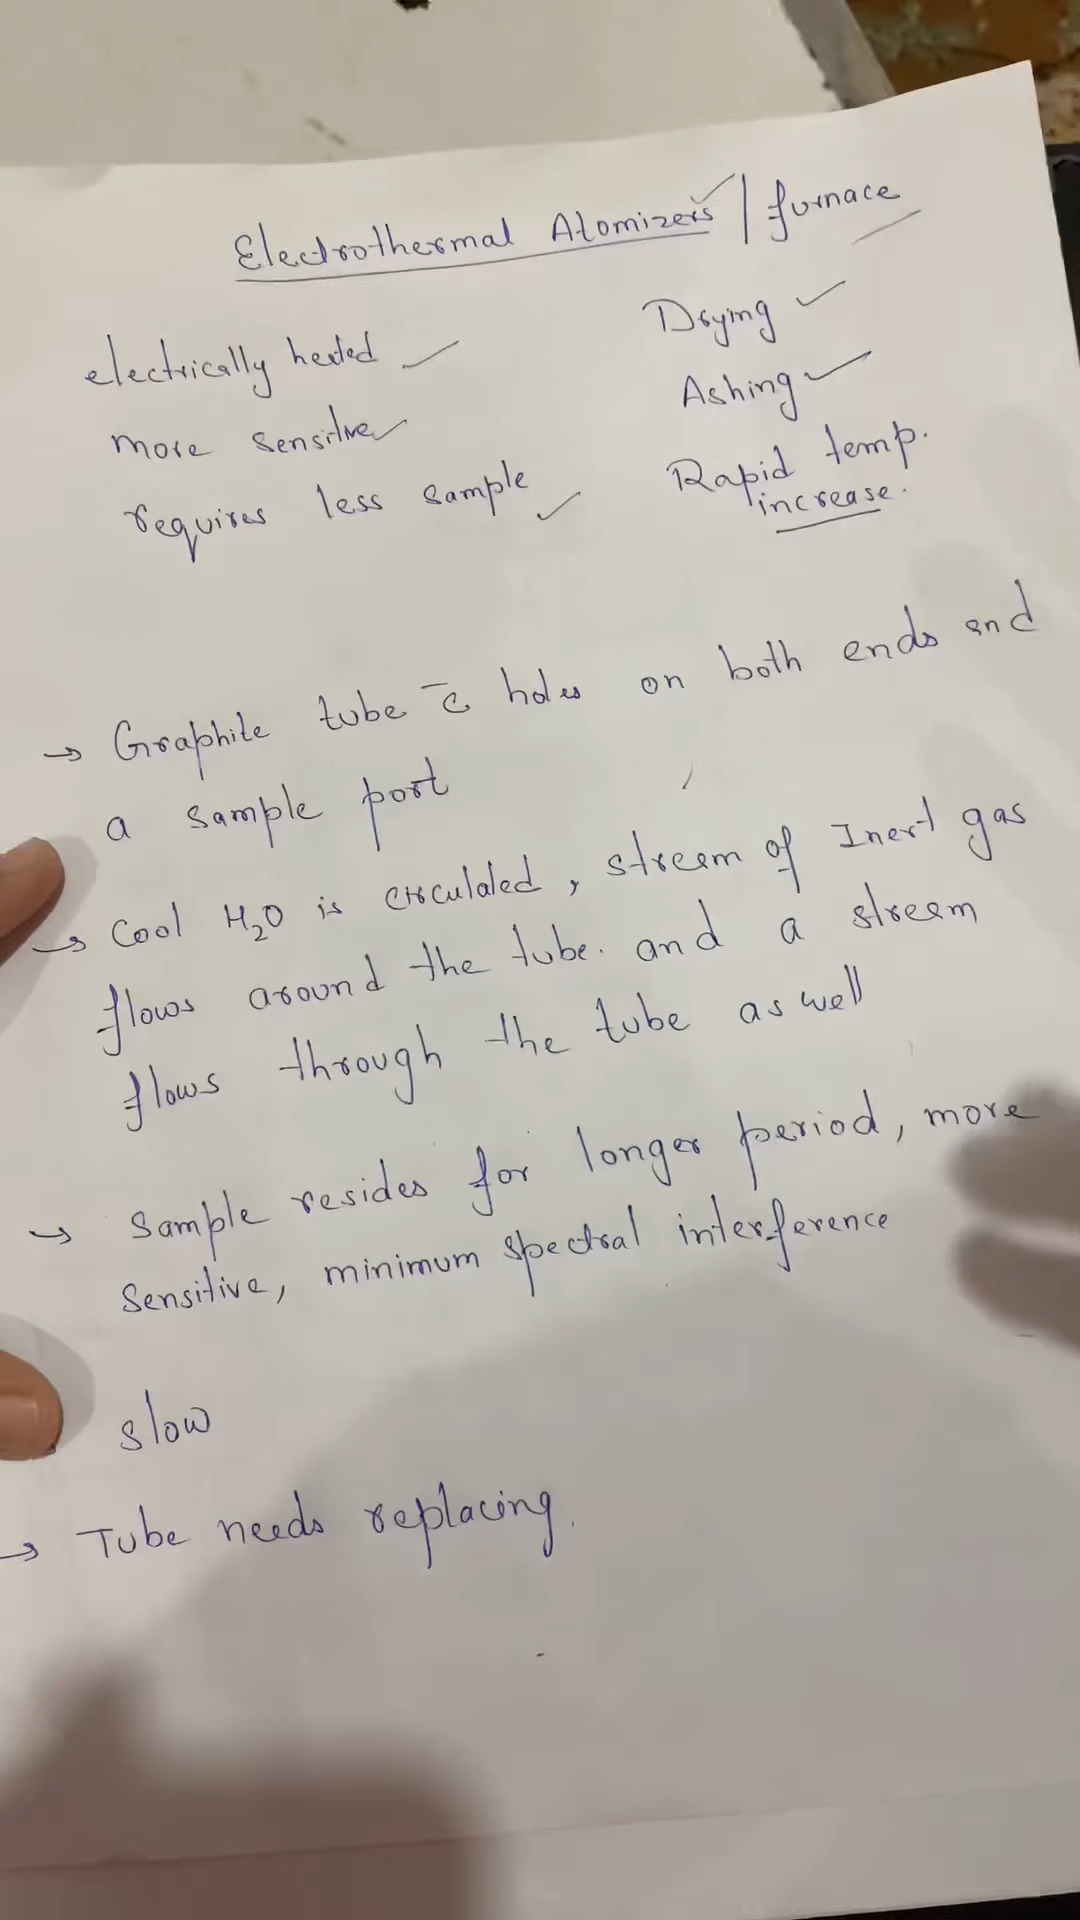 Electrothermal Atomizers / furnace
electrically heated
more sensitive
requires less sample
Drying
Ashing
Rapid temp.
increase.
→ Graphite tube c̄ holes on both ends and
a sample port
→ Cool H₂O is circulated, stream of Inert gas
flows around the tube. and a stream
flows through the tube as well
→ Sample resides for longer period, more
sensitive, minimum spectral interference
slow
→ Tube needs replacing.